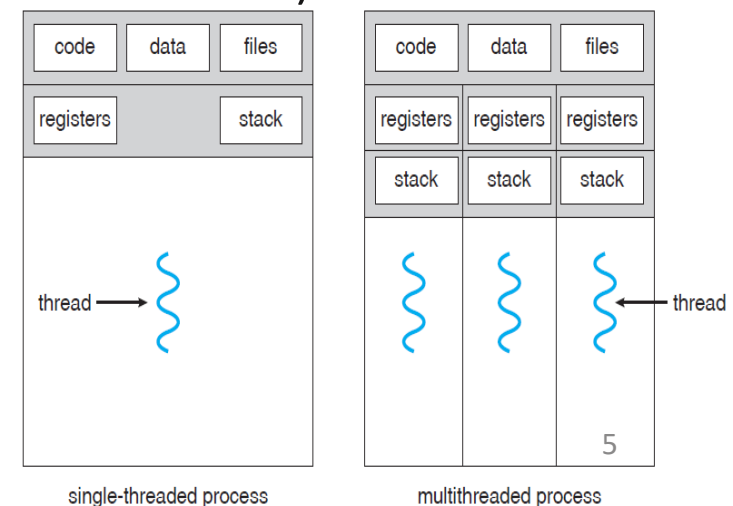 code data files
registers stack
thread
single-threaded process
code data files
registers registers registers
stack stack stack
thread
5
multithreaded process